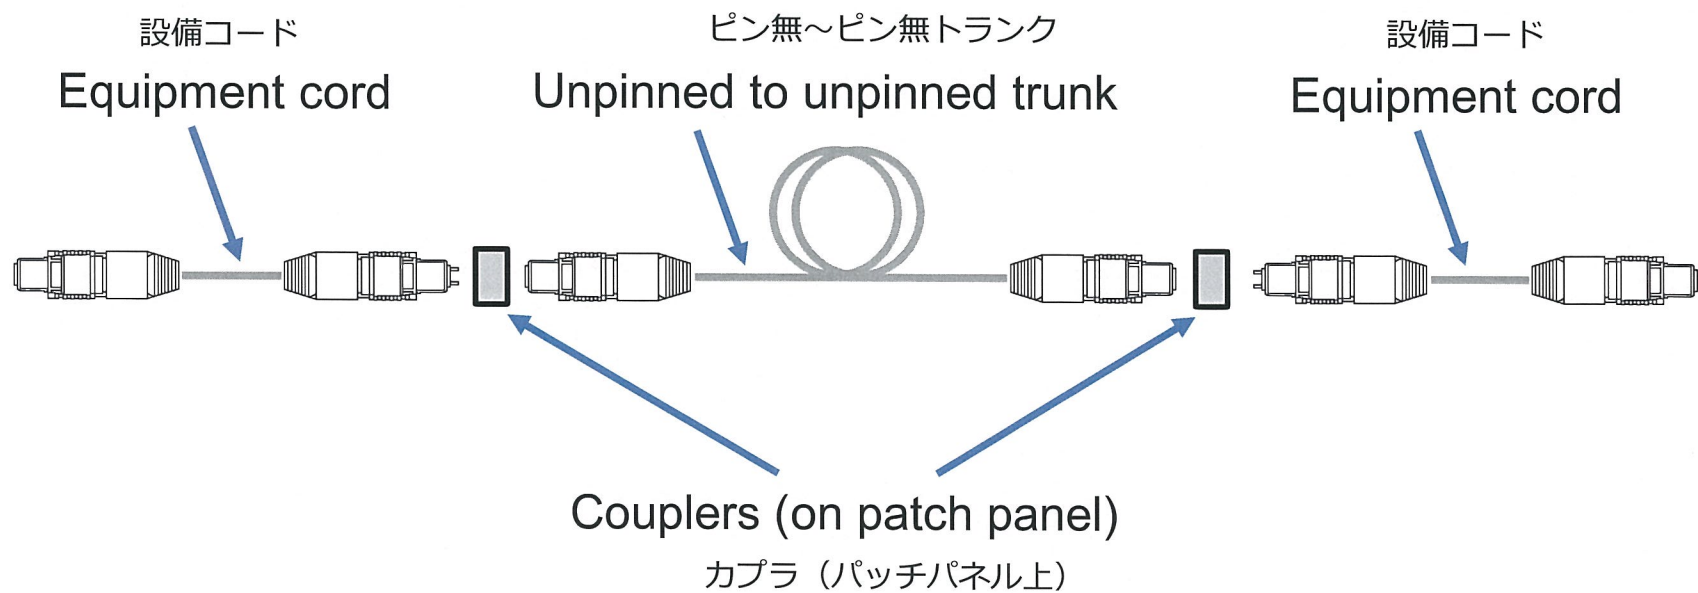 設備コード
ピン無～ピン無トランク
設備コード
Equipment cord
Unpinned to unpinned trunk
Equipment cord
Couplers (on patch panel)
カプラ（パッチパネル上）